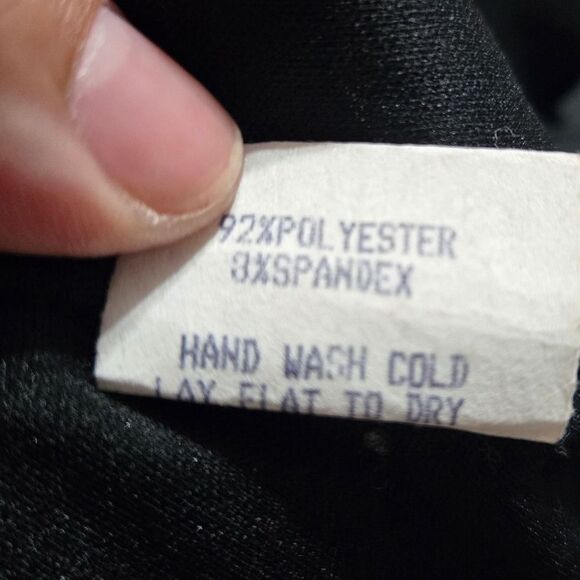 92%POLYESTER
8%SPANDEX
HAND WASH COLD
LAY FLAT TO DRY